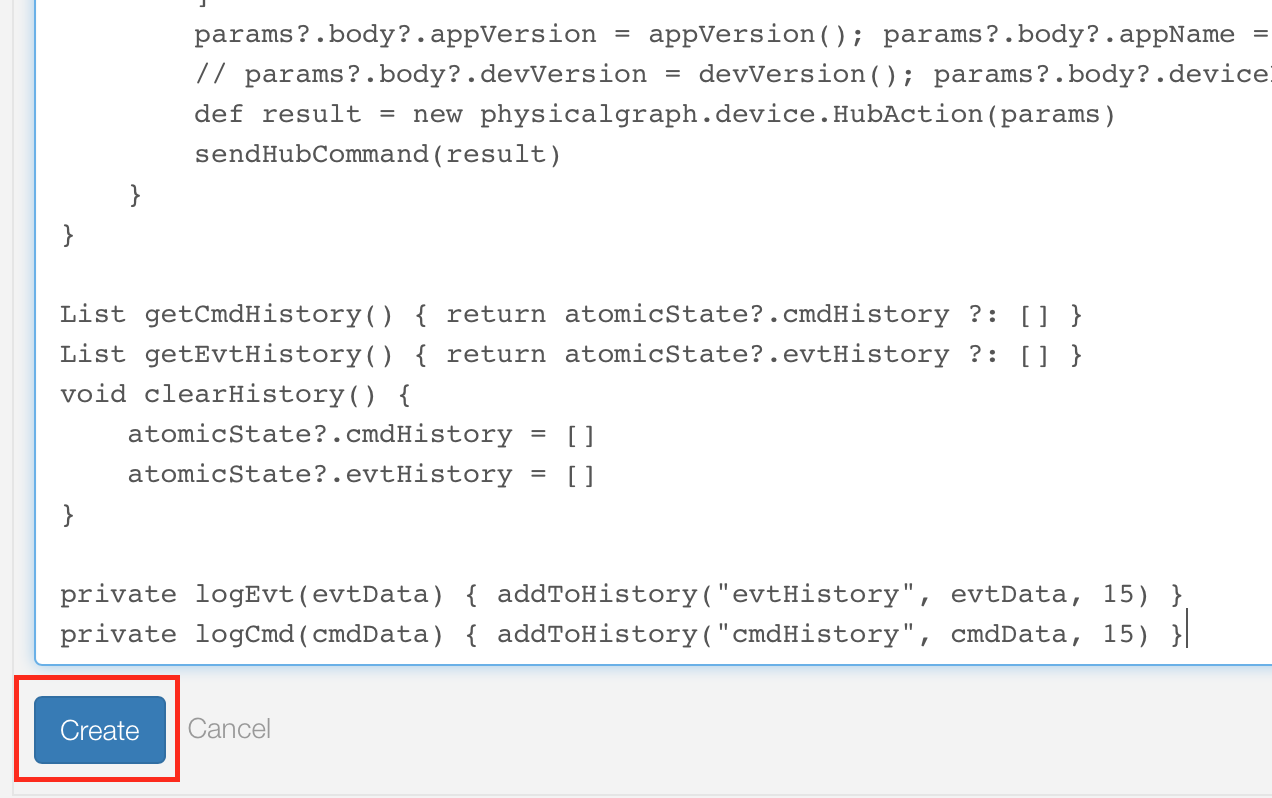 params?.body?.appVersion = appVersion(); params?.body?.appName =
// params?.body?.devVersion = devVersion(); params?.body?.device
def result = new physicalgraph.device.HubAction(params)
sendHubCommand(result)
}
}
List getCmdHistory() { return atomicState?.cmdHistory ?: [] }
List getEvtHistory() { return atomicState?.evtHistory ?: [] }
void clearHistory() {
atomicState?.cmdHistory = []
atomicState?.evtHistory = []
}
private logEvt(evtData) { addToHistory("evtHistory", evtData, 15) }
private logCmd(cmdData) { addToHistory("cmdHistory", cmdData, 15) }
Create Cancel